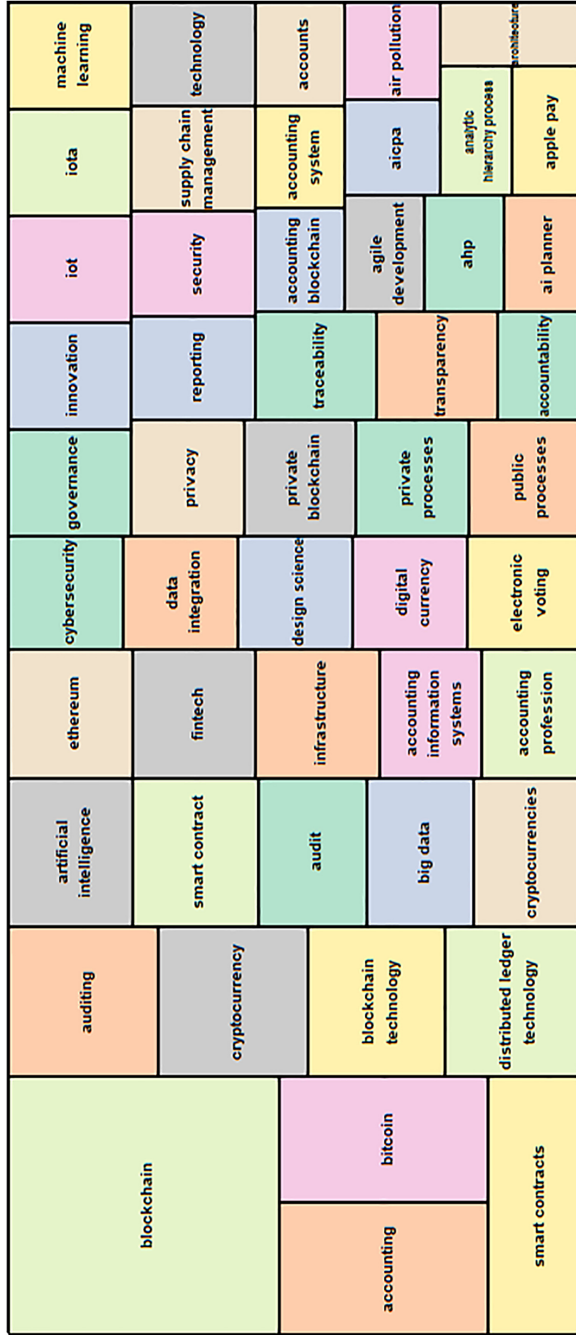 blockchain
accounting
bitcoin
smart contracts
auditing
cryptocurrency
blockchain
technology
distributed ledger
technology
artificial
intelligence
smart contract
audit
big data
cryptocurrencies
ethereum
fintech
infrastructure
accounting
information
systems
accounting
profession
cybersecurity
data
integration
design science
digital
currency
electronic
voting
governance
innovation
iot
iota
machine
learning
privacy
private
blockchain
private
processes
public
processes
reporting
security
supply chain
management
technology
traceability
transparency
accountability
accounting
blockchain
accounting
system
accounts
agile
development
ahp
ai planner
aicpa
air pollution
analytic
hierarchy process
apple pay
architecture